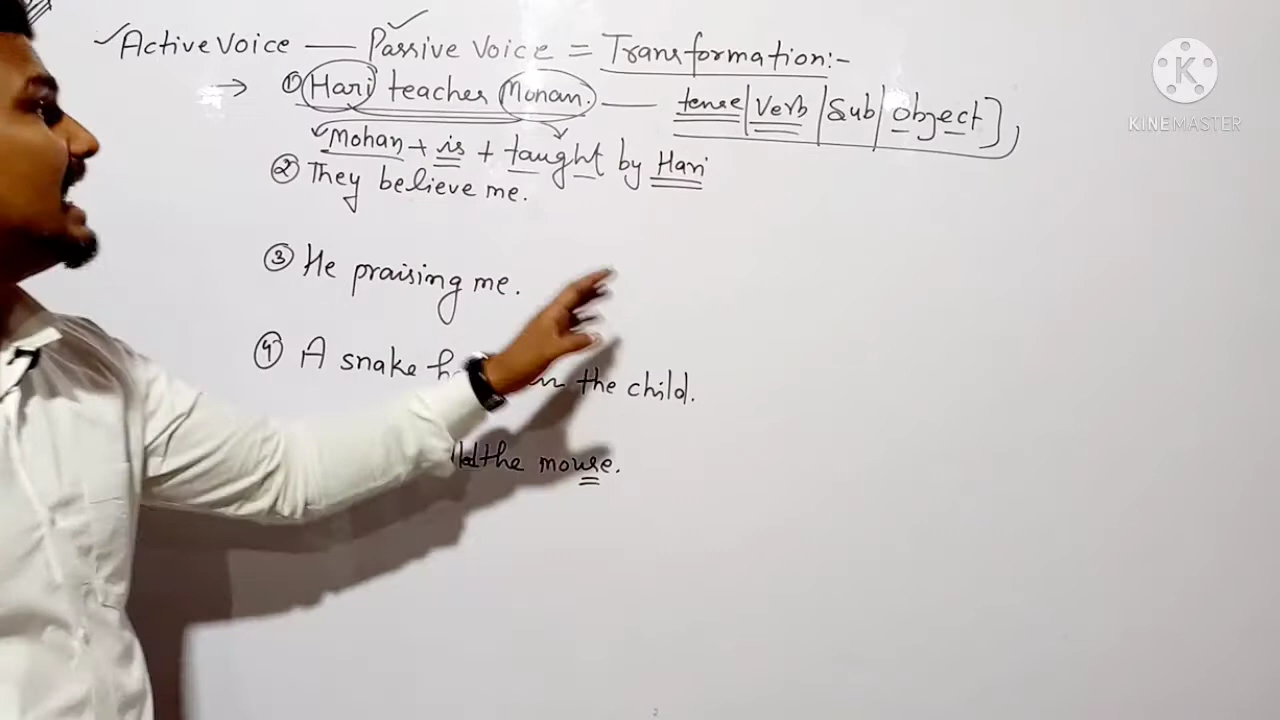 Active Voice — Passive Voice = Transformation:-
→ ① Hari teacher Monan. — tense | Verb | Sub | Object
Mohan + is + taught by Hari
② They believe me.
③ He praising me.
④ A snake the child.
the mouse.
K
KINEMASTER